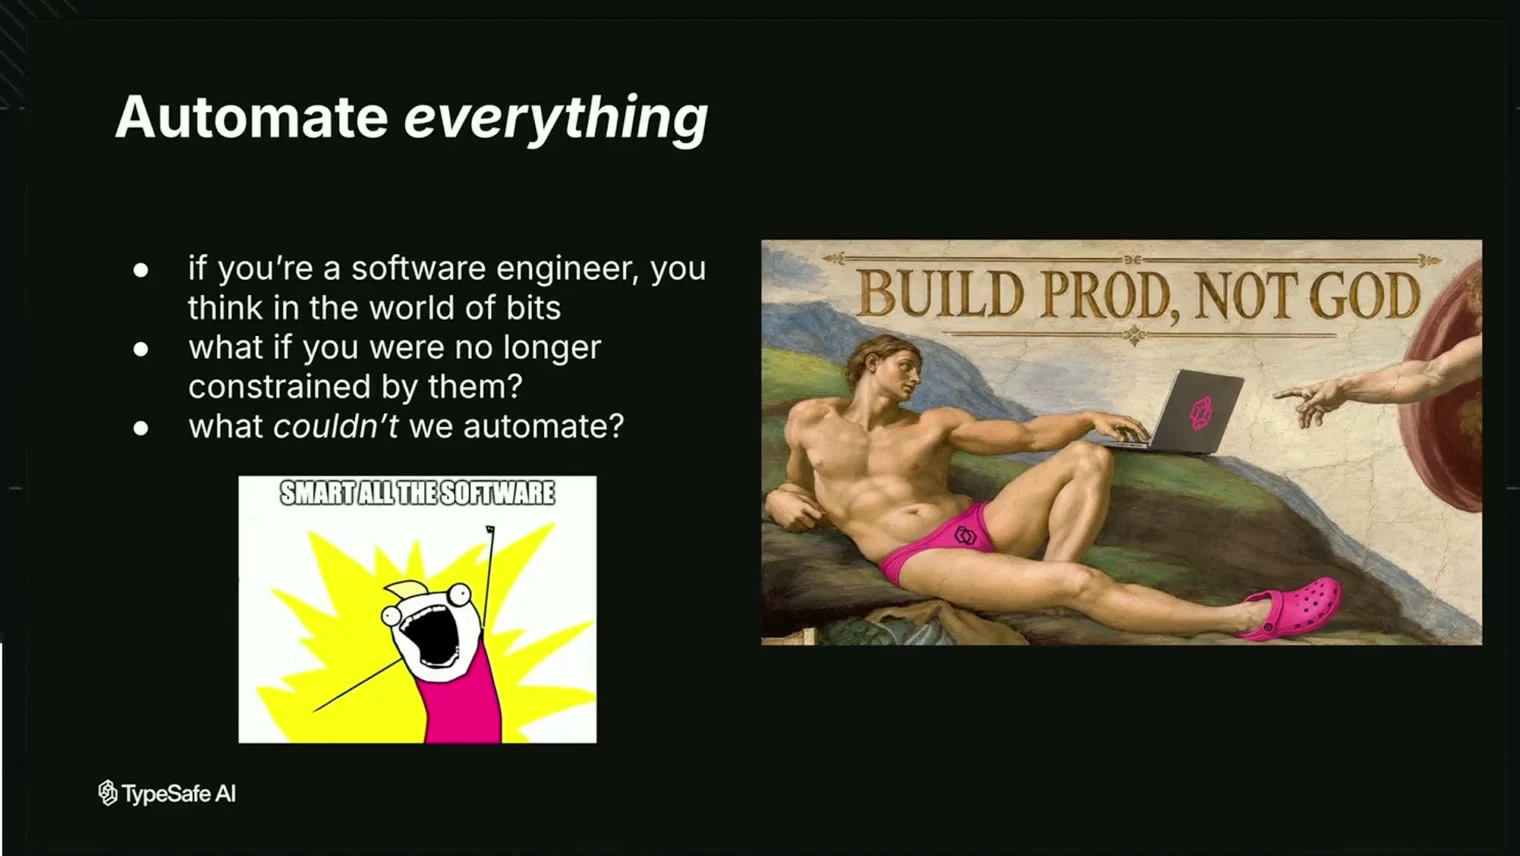 Automate everything
● if you’re a software engineer, you
think in the world of bits
● what if you were no longer
constrained by them?
● what couldn’t we automate?
SMART ALL THE SOFTWARE
BUILD PROD, NOT GOD
TypeSafe AI